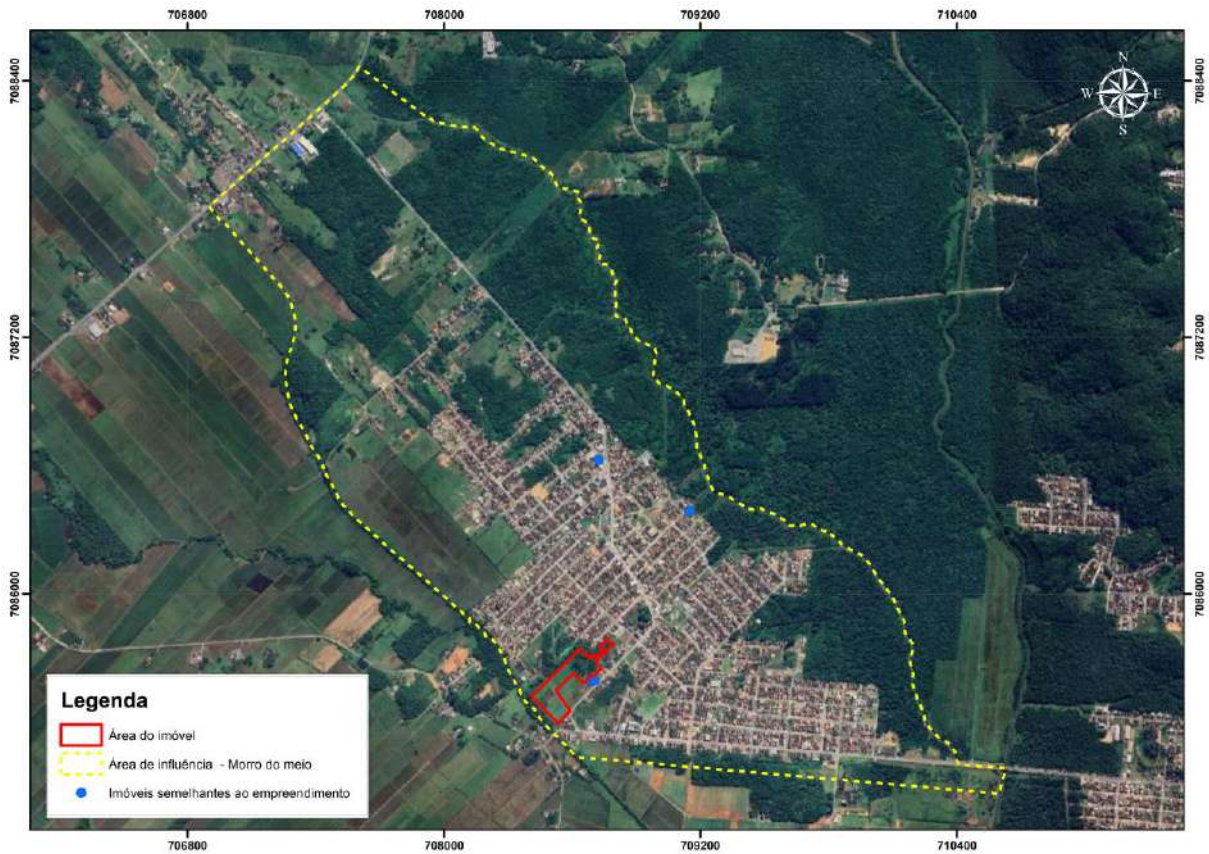 706800 708000 709200 710400
N
W E
S
7088400 7088400
7087200 7087200
7086000 7086000
Legenda
Área do imóvel
Área de influência - Morro do meio
Imóveis semelhantes ao empreendimento
706800 708000 709200 710400